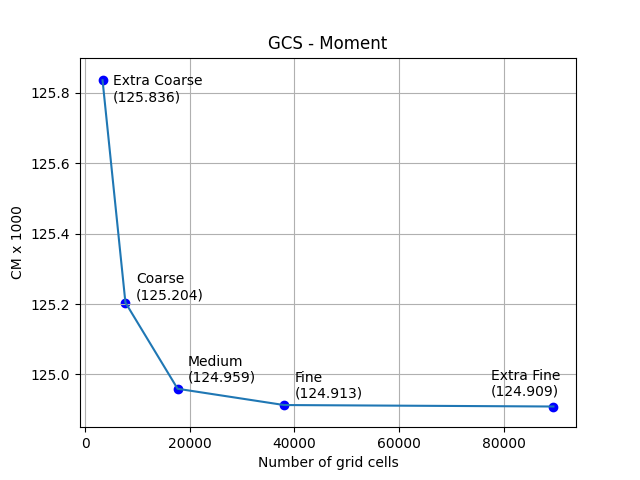 GCS - Moment
CM x 1000
125.8
125.6
125.4
125.2
125.0
Extra Coarse
(125.836)
Coarse
(125.204)
Medium
(124.959)
Fine
(124.913)
Extra Fine
(124.909)
0
20000
40000
60000
80000
Number of grid cells